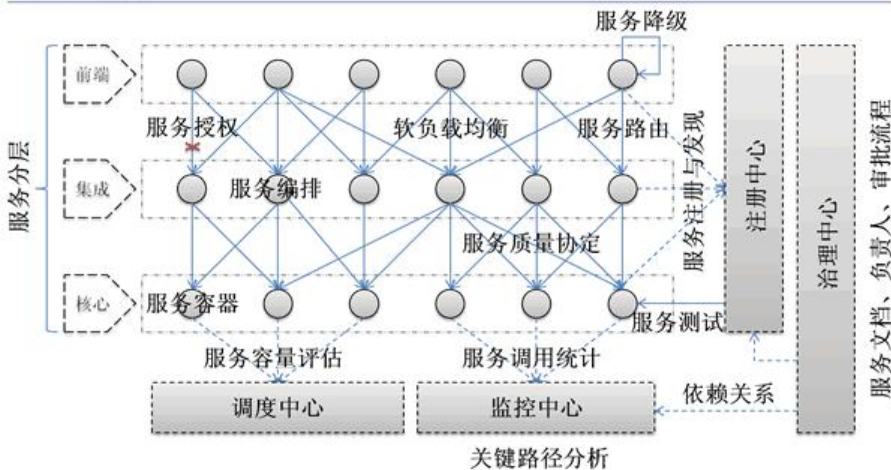 服务降级
前端
服务授权
软负载均衡
服务路由
服务分层
集成
服务编排
服务注册与发现
注册中心
治理中心
服务文档、负责人、审批流程
服务质量协定
核心
服务容器
服务测试
服务容量评估
服务调用统计
调度中心
监控中心
依赖关系
关键路径分析